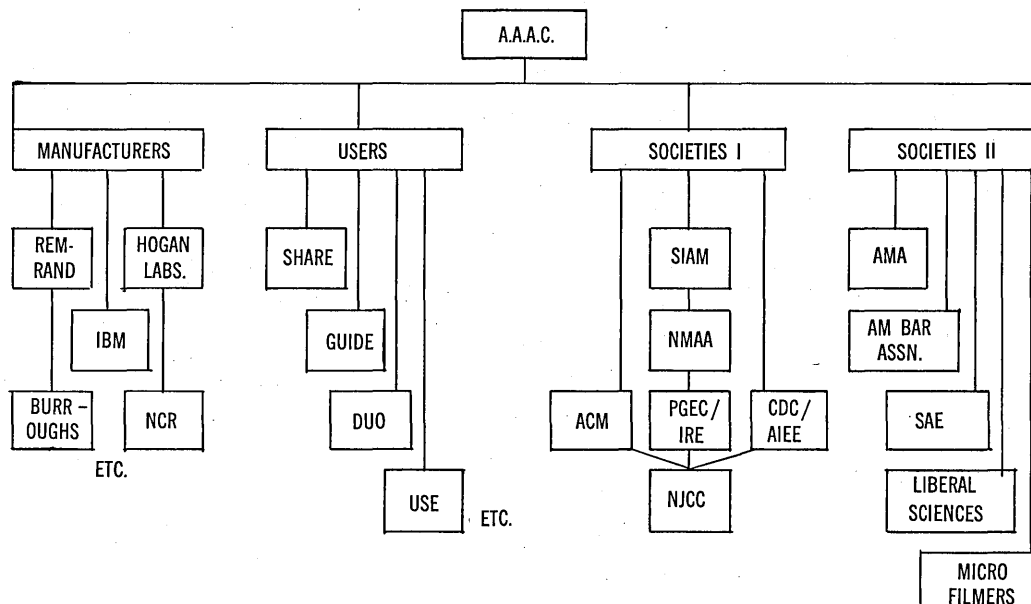 A.A.A.C.
MANUFACTURERS
USERS
SOCIETIES I
SOCIETIES II
REM-
RAND
HOGAN
LABS.
IBM
BURR -
OUGHS
NCR
ETC.
SHARE
GUIDE
DUO
USE
ETC.
SIAM
NMAA
ACM
PGEC/
IRE
CDC/
AIEE
NJCC
AMA
AM BAR
ASSN.
SAE
LIBERAL
SCIENCES
MICRO
FILMERS